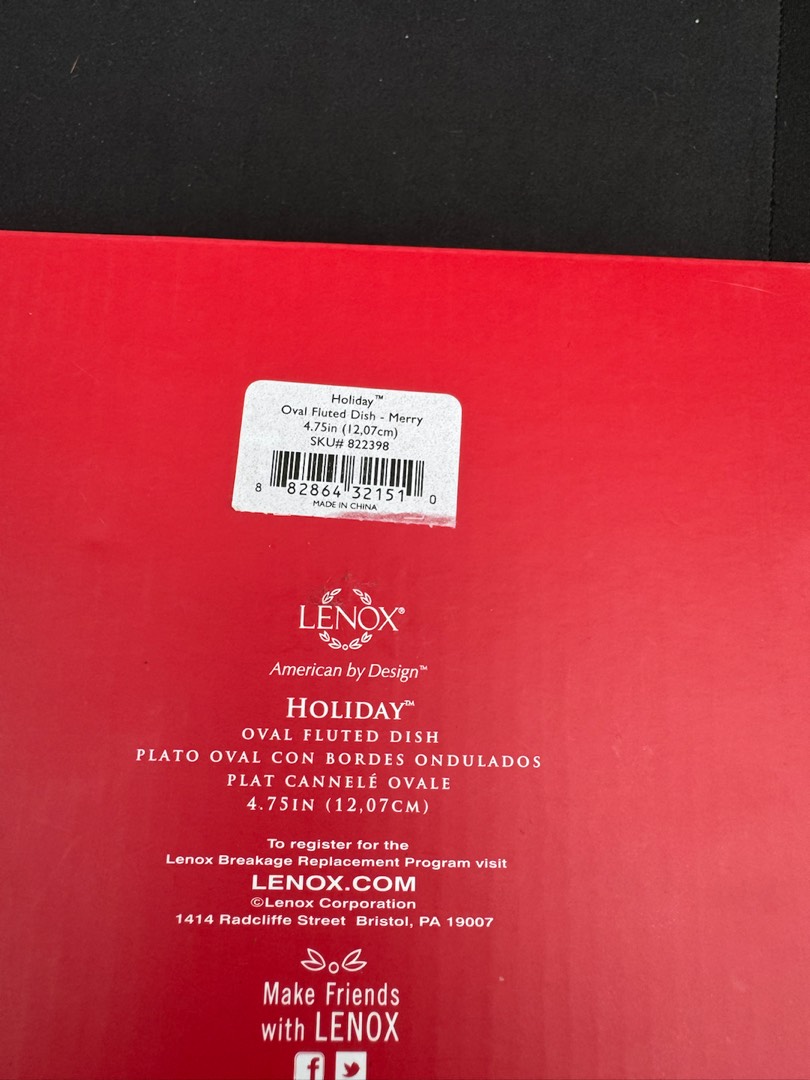 Holiday™
Oval Fluted Dish - Merry
4.75in (12,07cm)
SKU# 822398
8 82864 32151 0
MADE IN CHINA
LENOX®
American by Design™
HOLIDAY™
OVAL FLUTED DISH
PLATO OVAL CON BORDES ONDULADOS
PLAT CANNELÉ OVALE
4.75IN (12,07CM)
To register for the
Lenox Breakage Replacement Program visit
LENOX.COM
©Lenox Corporation
1414 Radcliffe Street Bristol, PA 19007
Make Friends
with LENOX
f